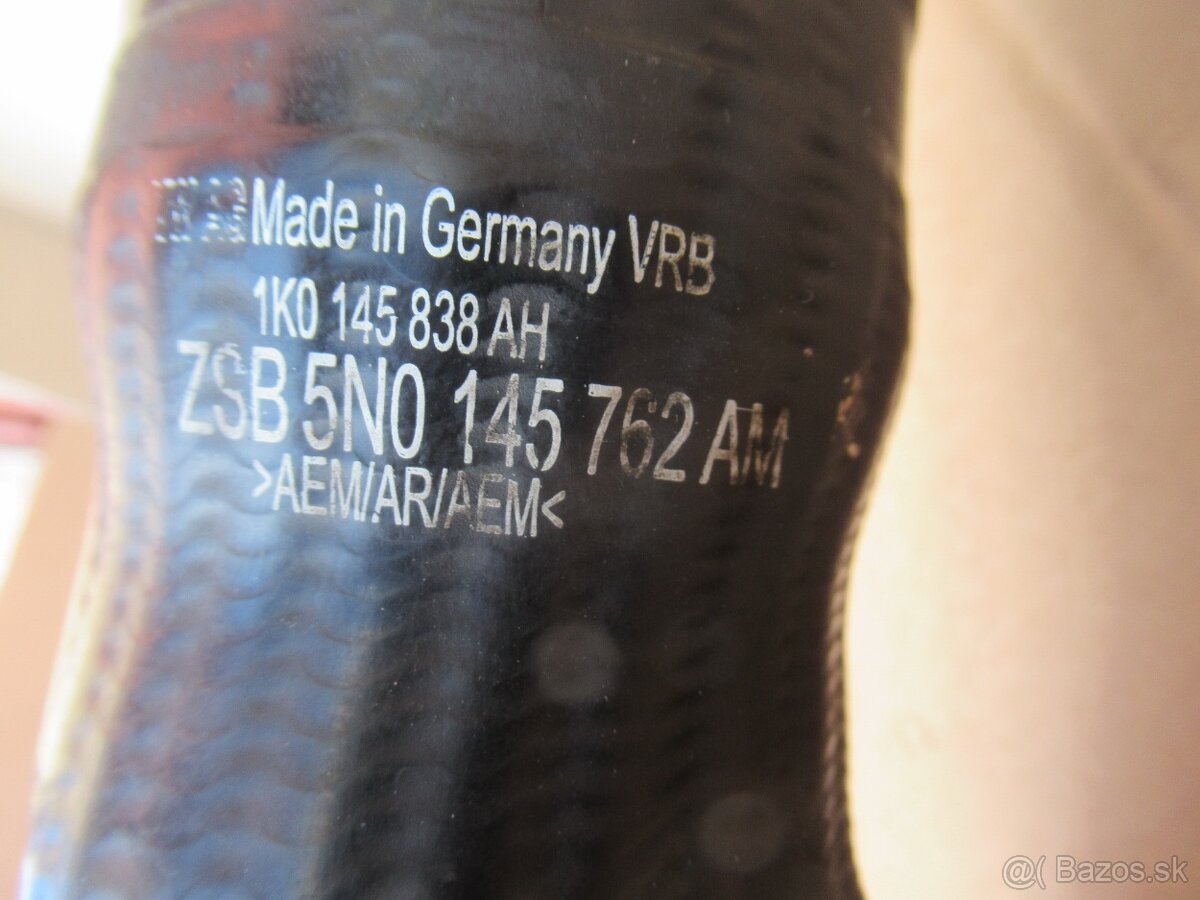 Made in Germany VRB
1K0 145 838 AH
ZSB 5N0 145 762 AM
>AEM/AR/AEM<
@( Bazos.sk